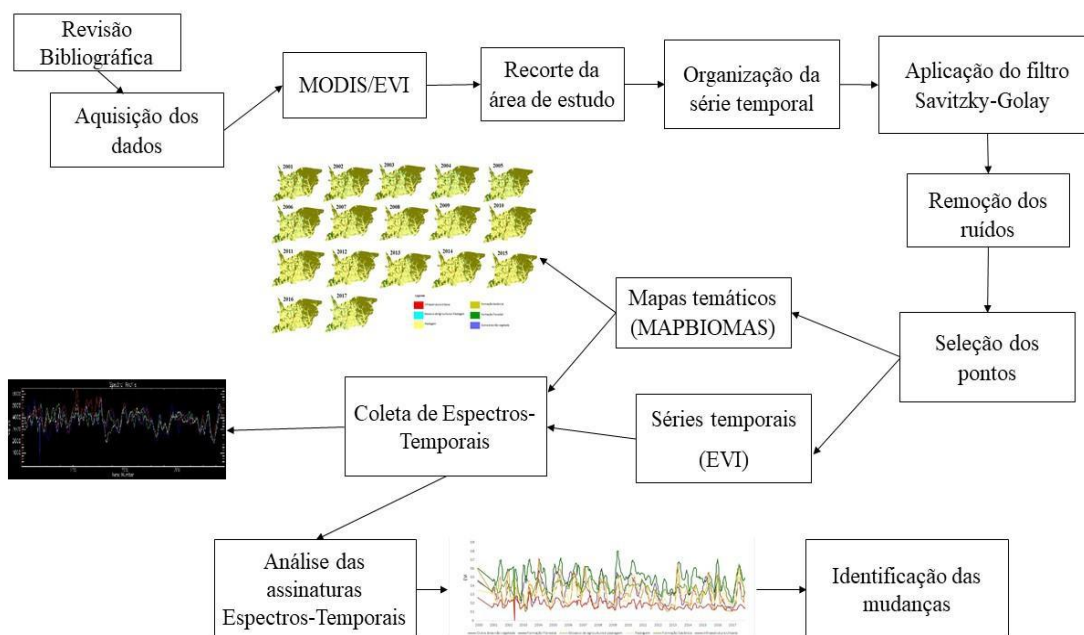 Revisão
Bibliográfica
Aquisição dos
dados
MODIS/EVI
Recorte da
área de estudo
Organização da
série temporal
Aplicação do filtro
Savitzky-Golay
Remoção dos
ruídos
Seleção dos
pontos
Mapas temáticos
(MAPBIOMAS)
Séries temporais
(EVI)
2001 2002 2003 2004 2005
2006 2007 2008 2009 2010
2011 2012 2013 2014 2015
2016 2017
Coleta de Espectros-
Temporais
Análise das
assinaturas
Espectros-Temporais
EVI
Identificação das
mudanças